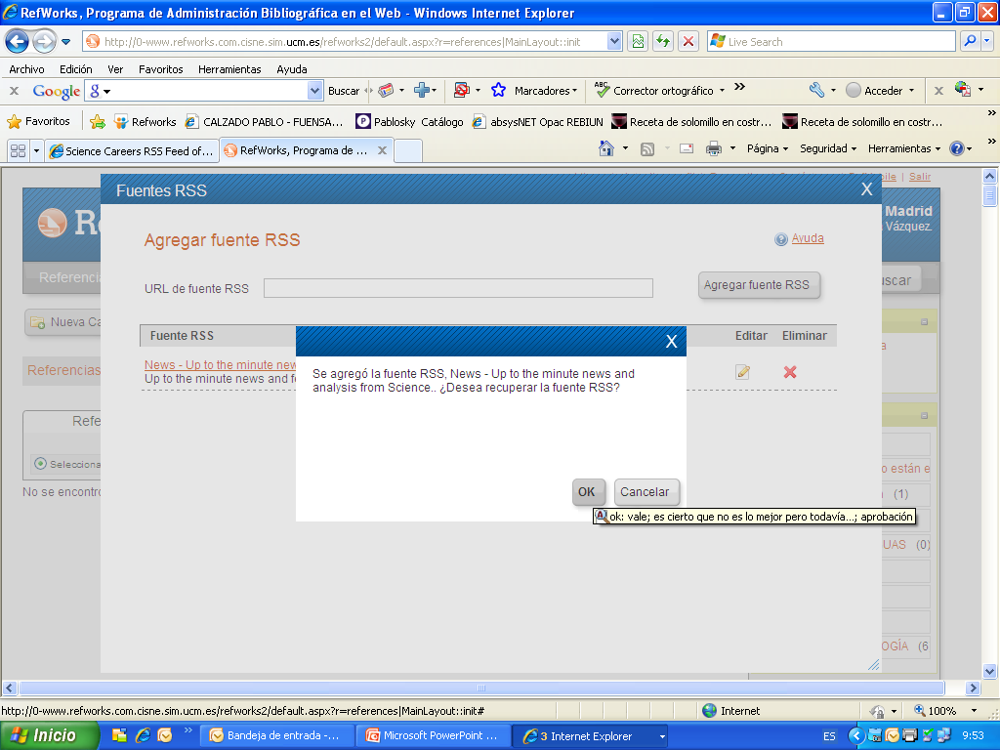 RefWorks, Programa de Administración Bibliográfica en el Web - Windows Internet Explorer
http://0-www.refworks.com.cisne.sim.ucm.es/refworks2/default.aspx?r=references|MainLayout::init
Live Search
Archivo Edición Ver Favoritos Herramientas Ayuda
x Google g Buscar Marcadores ABC Corrector ortográfico » Acceder x
Favoritos Refworks CALZADO PABLO - FUENSA... P Pablosky Catálogo absysNET Opac REBIUN Receta de solomillo en costr... Receta de solomillo en costr... »
Science Careers RSS Feed of... RefWorks, Programa de ... X Página Seguridad Herramientas »
Fuentes RSS X
| Salir
Madrid
Vázquez.
Agregar fuente RSS
Ayuda
Referencia
URL de fuente RSS
Agregar fuente RSS
uscar
Nueva Ca
Fuente RSS Editar Eliminar
X
Referencias
News - Up to the minute new
Up to the minute news and f
Se agregó la fuente RSS, News - Up to the minute news and
analysis from Science.. ¿Desea recuperar la fuente RSS?
Refe
Selecciona
o están e
No se encontro
(1)
OK Cancelar
ok: vale; es cierto que no es lo mejor pero todavía...; aprobación
UAS (0)
OGÍA (6
http://0-www.refworks.com.cisne.sim.ucm.es/refworks2/default.aspx?r=references|MainLayout::init#
Internet
100%
Inicio » Bandeja de entrada -... Microsoft PowerPoint ... 3 Internet Explorer ES 9:53